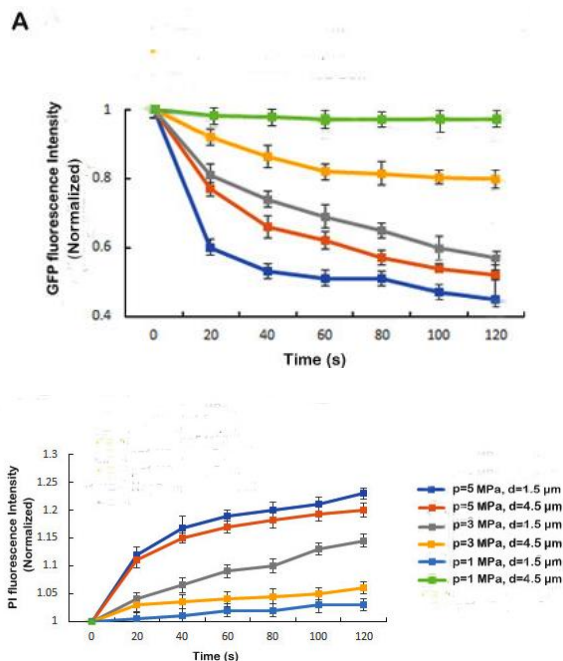 A
GFP fluorescence Intensity
(Normalized)
1
0.8
0.6
0.4
0 20 40 60 80 100 120
Time (s)
PI fluorescence Intensity
(Normalized)
1.3
1.25
1.2
1.15
1.1
1.05
1
0 20 40 60 80 100 120
Time (s)
p=5 MPa, d=1.5 µm
p=5 MPa, d=4.5 µm
p=3 MPa, d=1.5 µm
p=3 MPa, d=4.5 µm
p=1 MPa, d=1.5 µm
p=1 MPa, d=4.5 µm